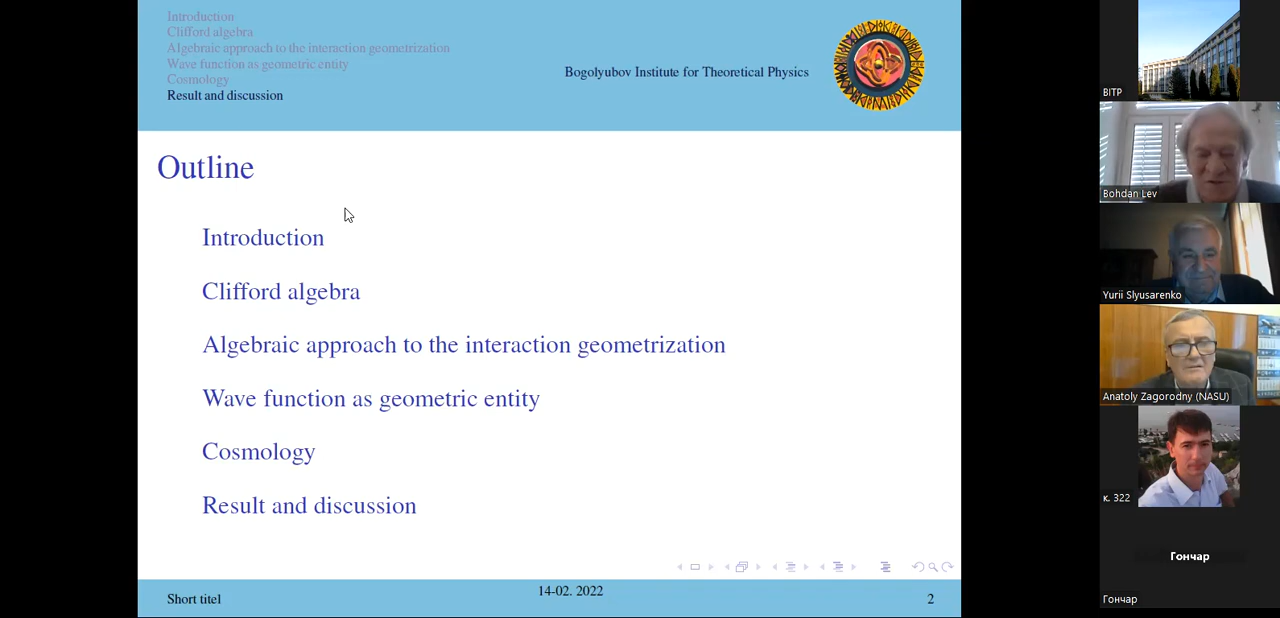 Introduction
Clifford algebra
Algebraic approach to the interaction geometrization
Wave function as geometric entity
Cosmology
Result and discussion
Bogolyubov Institute for Theoretical Physics
Outline
Introduction
Clifford algebra
Algebraic approach to the interaction geometrization
Wave function as geometric entity
Cosmology
Result and discussion
Short titel
14-02. 2022
2
BITP
Bohdan Lev
Yurii Slyusarenko
Anatoly Zagorodny (NASU)
к. 322
Гончар
Гончар